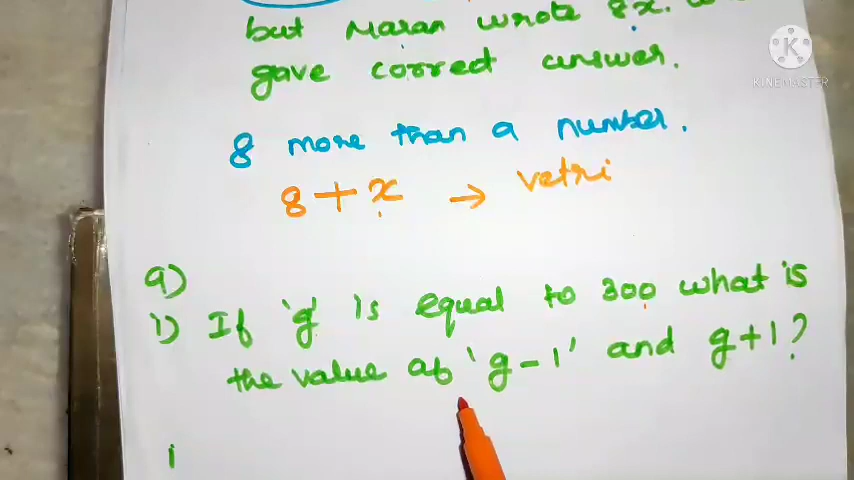 but Maran wrote 8x.
gave correct answer.
8 more than a number.
8+x → vetri
9)
i) If 'g' is equal to 300 what is
the value of 'g-1' and g+1?
i
KINEMASTER